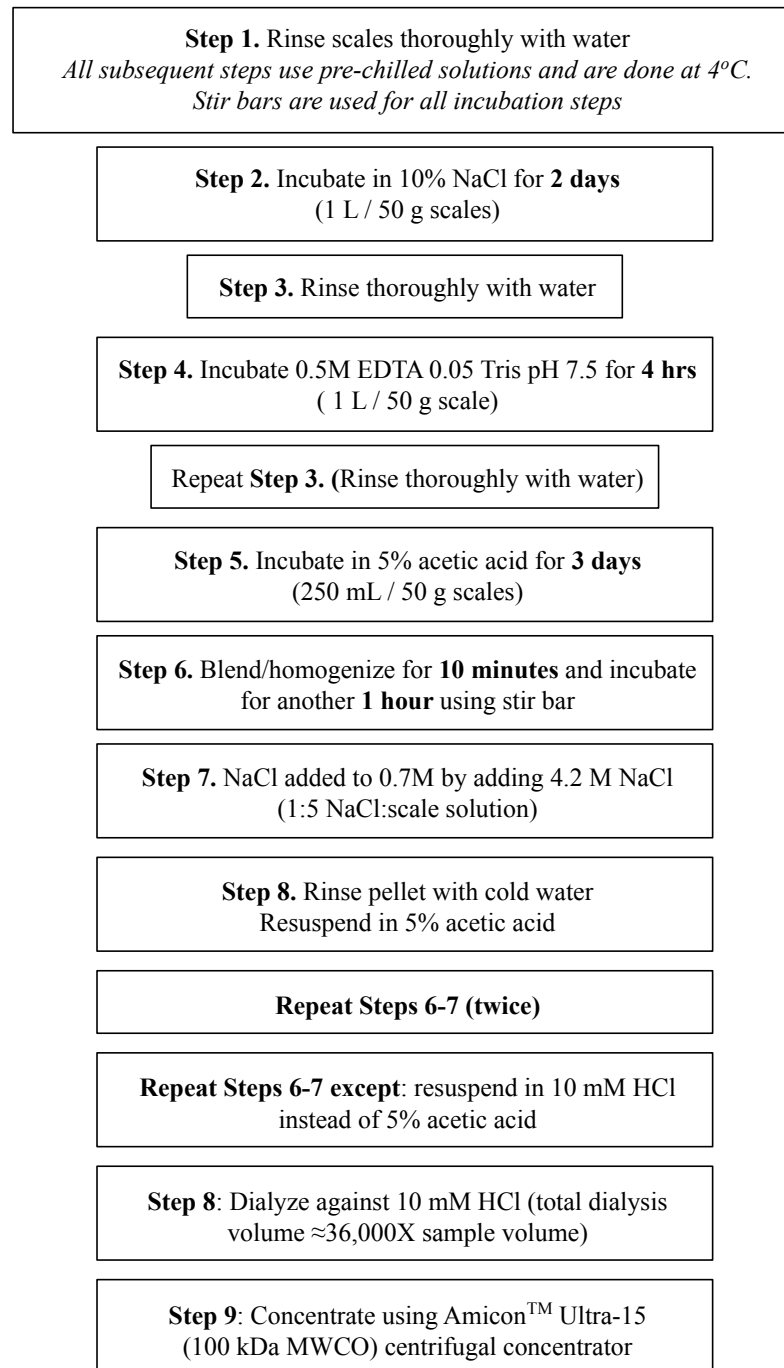 Step 1. Rinse scales thoroughly with water
All subsequent steps use pre-chilled solutions and are done at 4ºC.
Stir bars are used for all incubation steps
Step 2. Incubate in 10% NaCl for 2 days
(1 L / 50 g scales)
Step 3. Rinse thoroughly with water
Step 4. Incubate 0.5M EDTA 0.05 Tris pH 7.5 for 4 hrs
( 1 L / 50 g scale)
Repeat Step 3. (Rinse thoroughly with water)
Step 5. Incubate in 5% acetic acid for 3 days
(250 mL / 50 g scales)
Step 6. Blend/homogenize for 10 minutes and incubate
for another 1 hour using stir bar
Step 7. NaCl added to 0.7M by adding 4.2 M NaCl
(1:5 NaCl:scale solution)
Step 8. Rinse pellet with cold water
Resuspend in 5% acetic acid
Repeat Steps 6-7 (twice)
Repeat Steps 6-7 except: resuspend in 10 mM HCl
instead of 5% acetic acid
Step 8: Dialyze against 10 mM HCl (total dialysis
volume ≈36,000X sample volume)
Step 9: Concentrate using Amicon™ Ultra-15
(100 kDa MWCO) centrifugal concentrator